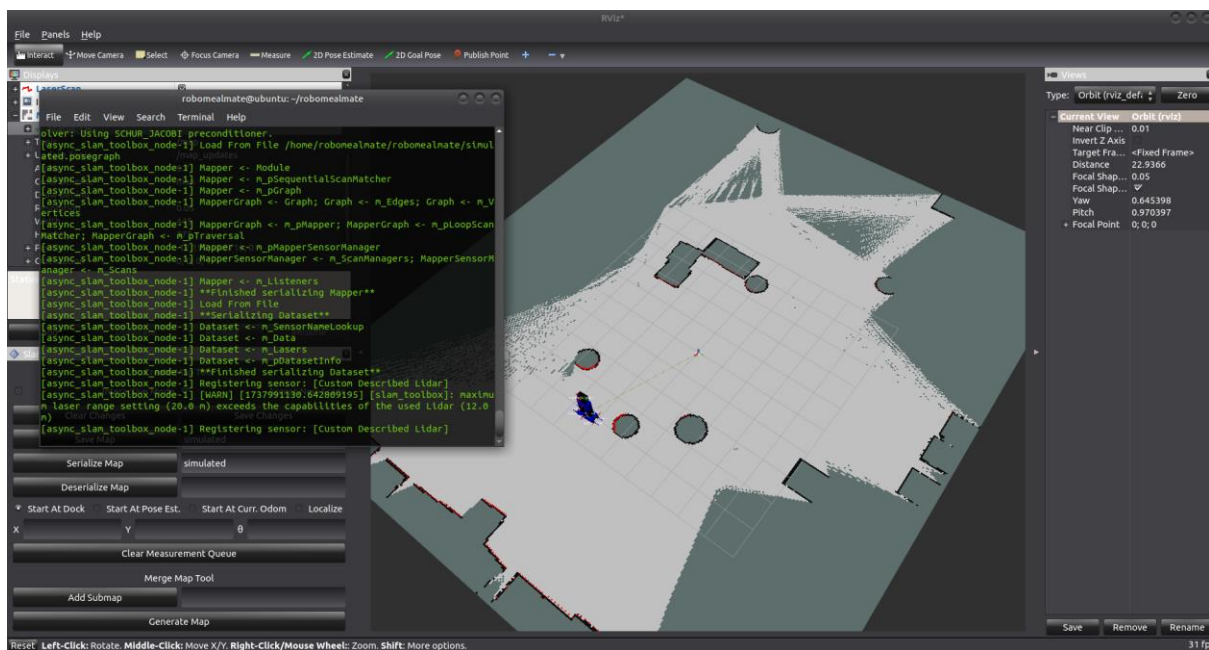 RViz*
File Panels Help
Interact Move Camera Select Focus Camera Measure 2D Pose Estimate 2D Goal Pose Publish Point
Displays
LaserScan
robomealmate@ubuntu: ~/robomealmate
File Edit View Search Terminal Help
olver: Using SCHUR_JACOBI preconditioner.
[async_slam_toolbox_node-1] Load From File /home/robomealmate/robomealmate/simul
ated.posegraph
/map_updates
[async_slam_toolbox_node-1] Mapper <- Module
[async_slam_toolbox_node-1] Mapper <- m_pSequentialScanMatcher
[async_slam_toolbox_node-1] Mapper <- m_pGraph
[async_slam_toolbox_node-1] MapperGraph <- Graph; Graph <- m_Edges; Graph <- m_V
ertices
[async_slam_toolbox_node-1] MapperGraph <- m_pMapper; MapperGraph <- m_pLoopScan
Matcher; MapperGraph <- m_pTraversal
[async_slam_toolbox_node-1] Mapper <- m_pMapperSensorManager
[async_slam_toolbox_node-1] MapperSensorManager <- m_ScanManagers; MapperSensorM
anager <- m_Scans
[async_slam_toolbox_node-1] Mapper <- m_Listeners
[async_slam_toolbox_node-1] **Finished serializing Mapper**
[async_slam_toolbox_node-1] Load From File
[async_slam_toolbox_node-1] **Serializing Dataset**
[async_slam_toolbox_node-1] Dataset <- m_SensorNameLookup
[async_slam_toolbox_node-1] Dataset <- m_Data
[async_slam_toolbox_node-1] Dataset <- m_Lasers
[async_slam_toolbox_node-1] Dataset <- m_pDatasetInfo
[async_slam_toolbox_node-1] **Finished serializing Dataset**
[async_slam_toolbox_node-1] Registering sensor: [Custom Described Lidar]
[async_slam_toolbox_node-1] [WARN] [1737991130.642809195] [slam_toolbox]: maximu
m laser range setting (20.0 m) exceeds the capabilities of the used Lidar (12.0
m)
[async_slam_toolbox_node-1] Registering sensor: [Custom Described Lidar]
Clear Changes Save Changes
Save Map simulated
Serialize Map simulated
Deserialize Map
Start At Dock Start At Pose Est. Start At Curr. Odom Localize
X Y θ
Clear Measurement Queue
Merge Map Tool
Add Submap
Generate Map
Views
Type: Orbit (rviz_defa Zero
Current View Orbit (rviz)
Near Clip ... 0.01
Invert Z Axis
Target Fra... <Fixed Frame>
Distance 22.9366
Focal Shap... 0.05
Focal Shap...
Yaw 0.645398
Pitch 0.970397
Focal Point 0; 0; 0
Save Remove Rename
Reset Left-Click: Rotate. Middle-Click: Move X/Y. Right-Click/Mouse Wheel:: Zoom. Shift: More options.
31 fp